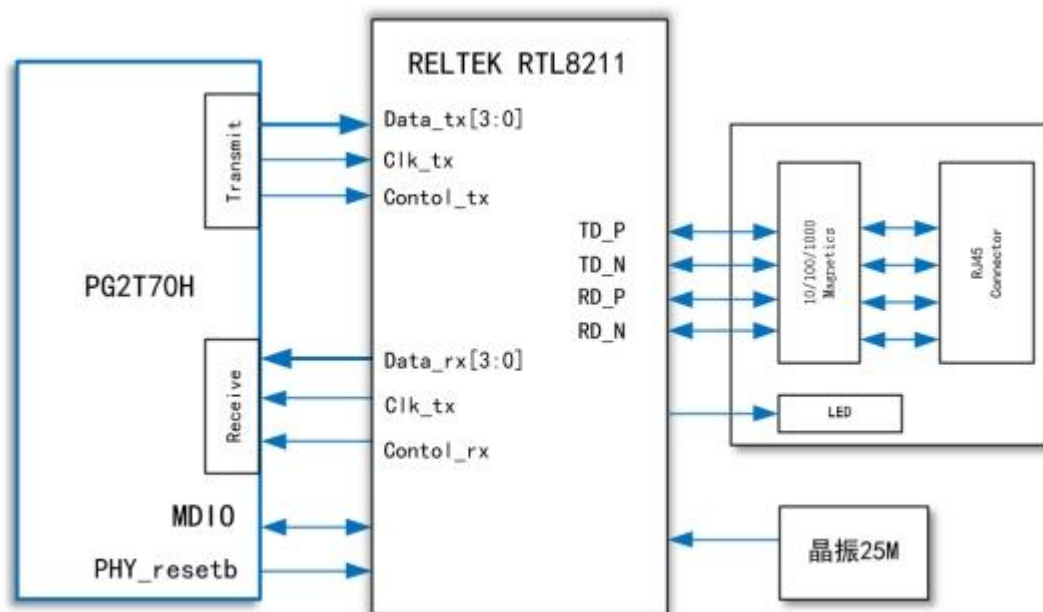 RELTEK RTL8211
Transmit
Data_tx[3:0]
Clk_tx
Contol_tx
PG2T70H
TD_P
TD_N
RD_P
RD_N
10/100/1000
Magnetics
RJ45
Connector
Receive
Data_rx[3:0]
Clk_tx
Contol_rx
LED
MDIO
PHY_resetb
晶振25M